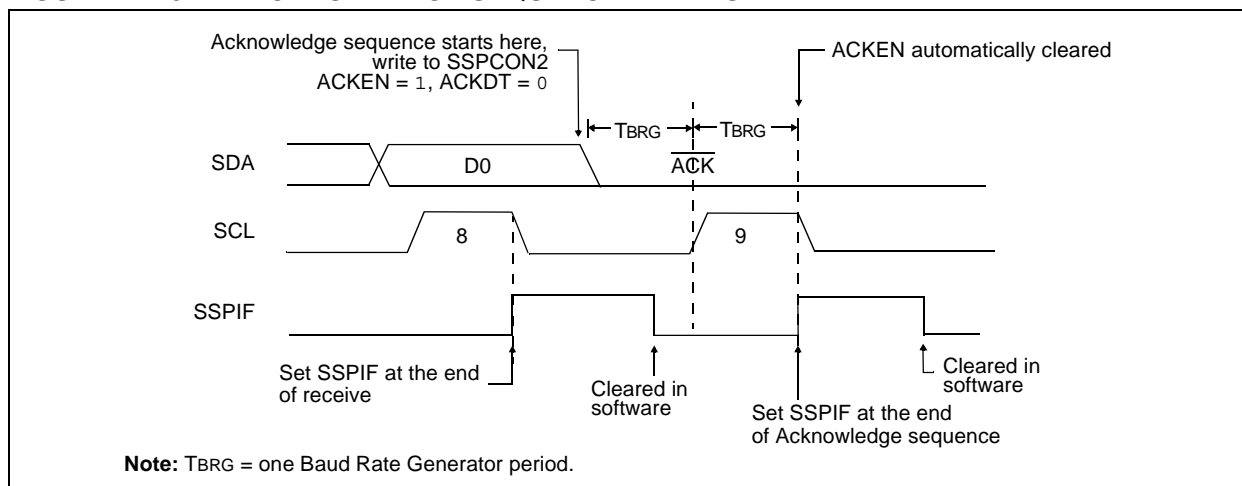 Acknowledge sequence starts here,
write to SSPCON2
ACKEN = 1, ACKDT = 0
ACKEN automatically cleared
TBRG
TBRG
SDA
D0
ACK
SCL
8
9
SSPIF
Set SSPIF at the end
of receive
Cleared in
software
Set SSPIF at the end
of Acknowledge sequence
Cleared in
software
Note: TBRG = one Baud Rate Generator period.